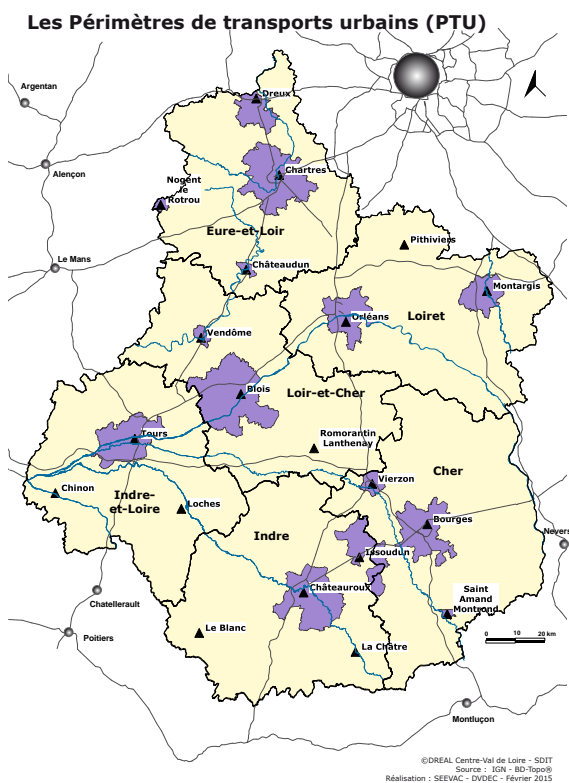 Les Périmètres de transports urbains (PTU)
Argentan
Dreux
Alençon
Chartres
Nogent
le
Rotrou
Eure-et-Loir
Pithiviers
Le Mans
Châteaudun
Montargis
Orléans
Loiret
Vendôme
Blois
Loir-et-Cher
Tours
Romorantin
Lanthenay
Cher
Vierzon
Chinon
Indre-
et-Loire
Loches
Bourges
Indre
Nevers
Issoudun
Chatellerault
Châteauroux
Saint
Amand
Montrond
Poitiers
Le Blanc
0 10 20 km
La Châtre
Montluçon
©DREAL Centre-Val de Loire - SDIT
Source : IGN - BD-Topo®
Réalisation : SEEVAC - DVDEC - Février 2015